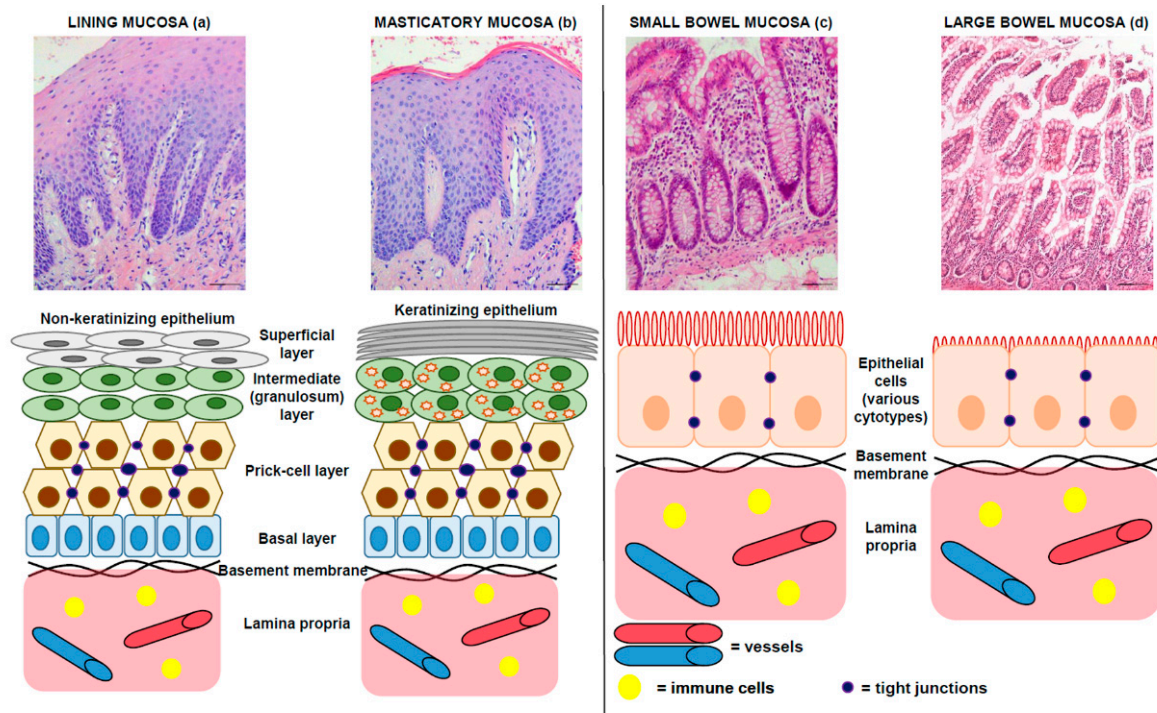 LINING MUCOSA (a)
MASTICATORY MUCOSA (b)
SMALL BOWEL MUCOSA (c)
LARGE BOWEL MUCOSA (d)
Non-keratinizing epithelium
Keratinizing epithelium
Superficial
layer
Intermediate
(granulosum)
layer
Prick-cell layer
Basal layer
Basement membrane
Lamina propria
Epithelial
cells
(various
cytotypes)
Basement
membrane
Lamina
propria
= vessels
= immune cells
= tight junctions